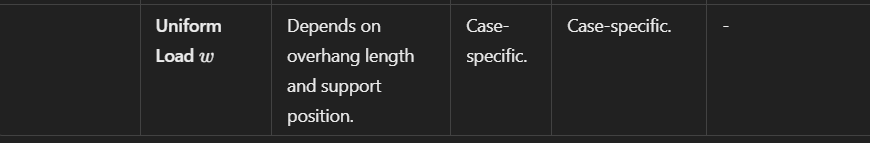 Uniform
Load w
Depends on
overhang length
and support
position.
Case-
specific.
Case-specific.
-